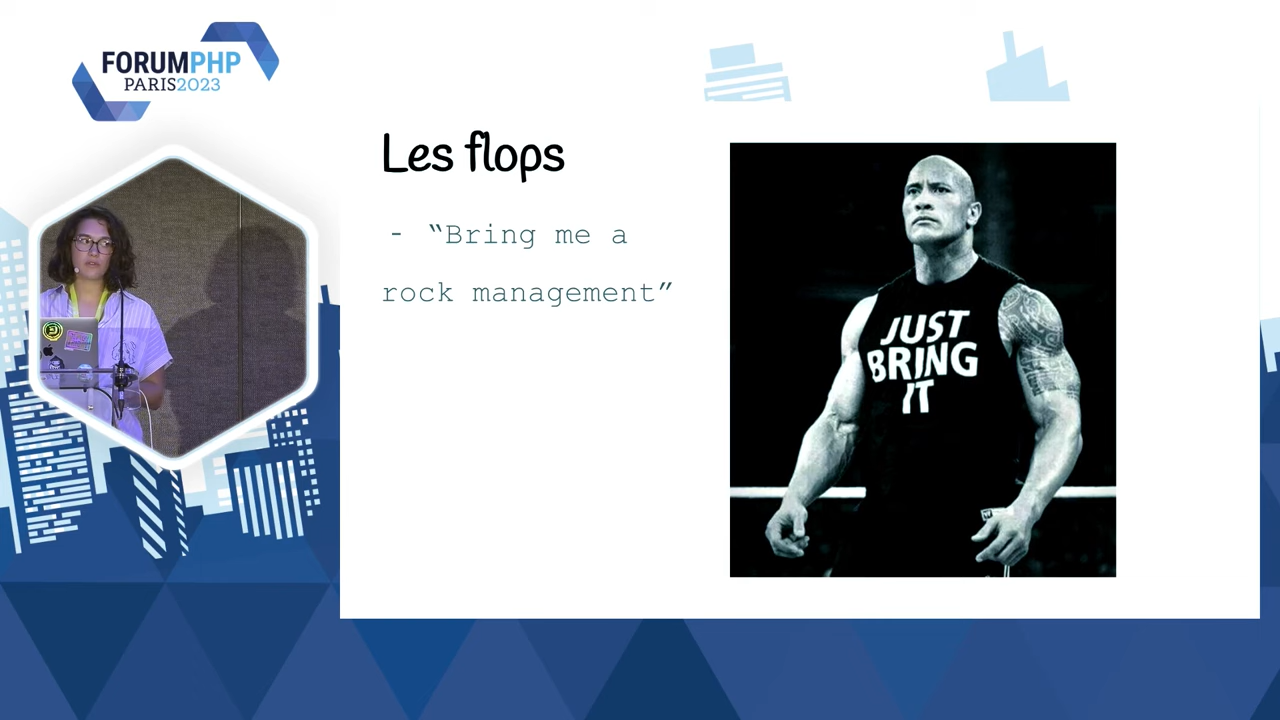 FORUMPHP
PARIS2023
Les flops
- “Bring me a
rock management”
JUST
BRING
IT